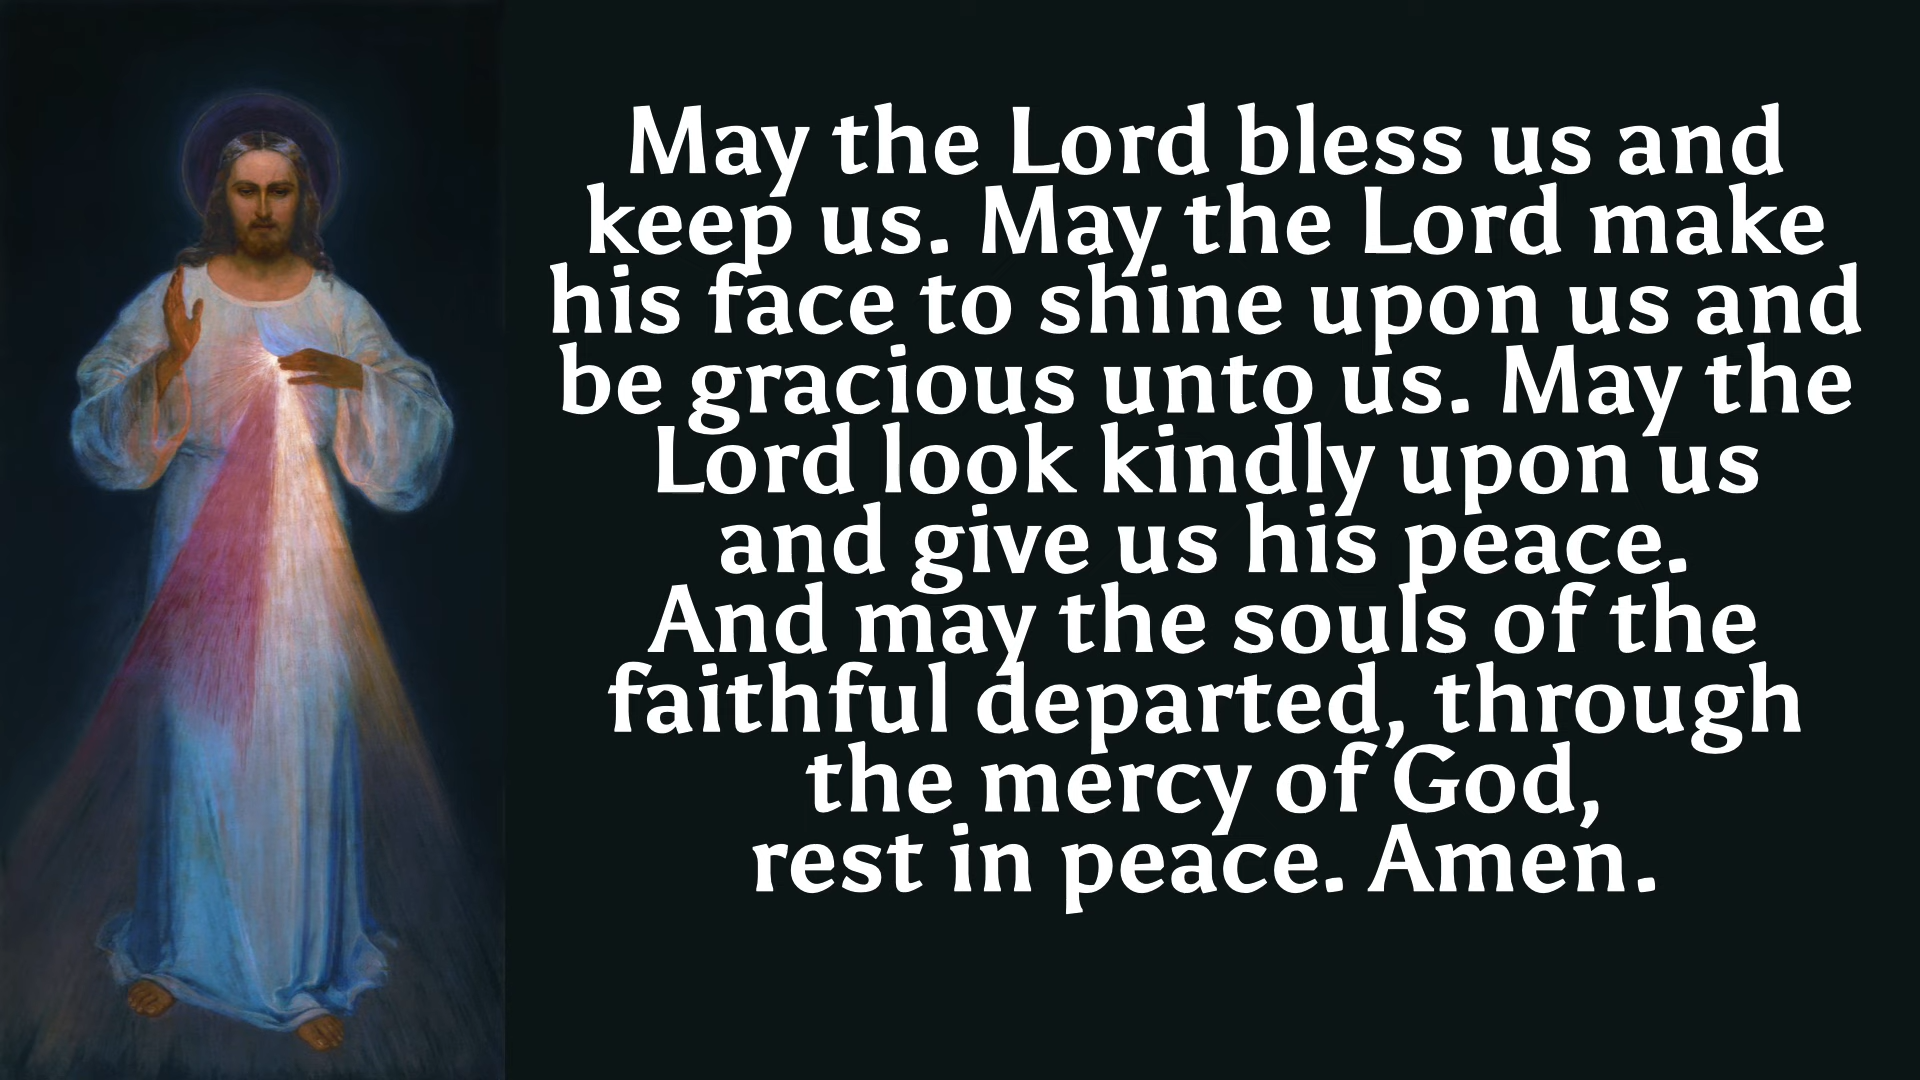 May the Lord bless us and
keep us. May the Lord make
his face to shine upon us and
be gracious unto us. May the
Lord look kindly upon us
and give us his peace.
And may the souls of the
faithful departed, through
the mercy of God,
rest in peace. Amen.